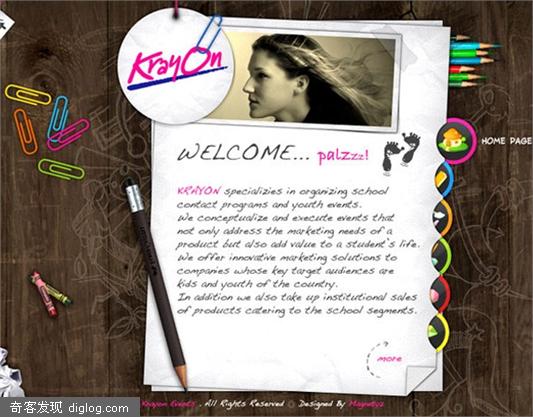 KrayOn
HOME PAGE
WELCOME... palzzz!
KRAYON specializies in organizing school
contact programs and youth events.
We conceptualize and execute events that
not only address the marketing needs of a
product but also add value to a student's life.
We offer innovative marketing solutions to
companies whose key target audiences are
kids and youth of the country.
In addition we also take up institutional sales
of products catering to the school segments.
more
Krayon Events . All Rights Reserved Designed By
奇客发现 diglog.com